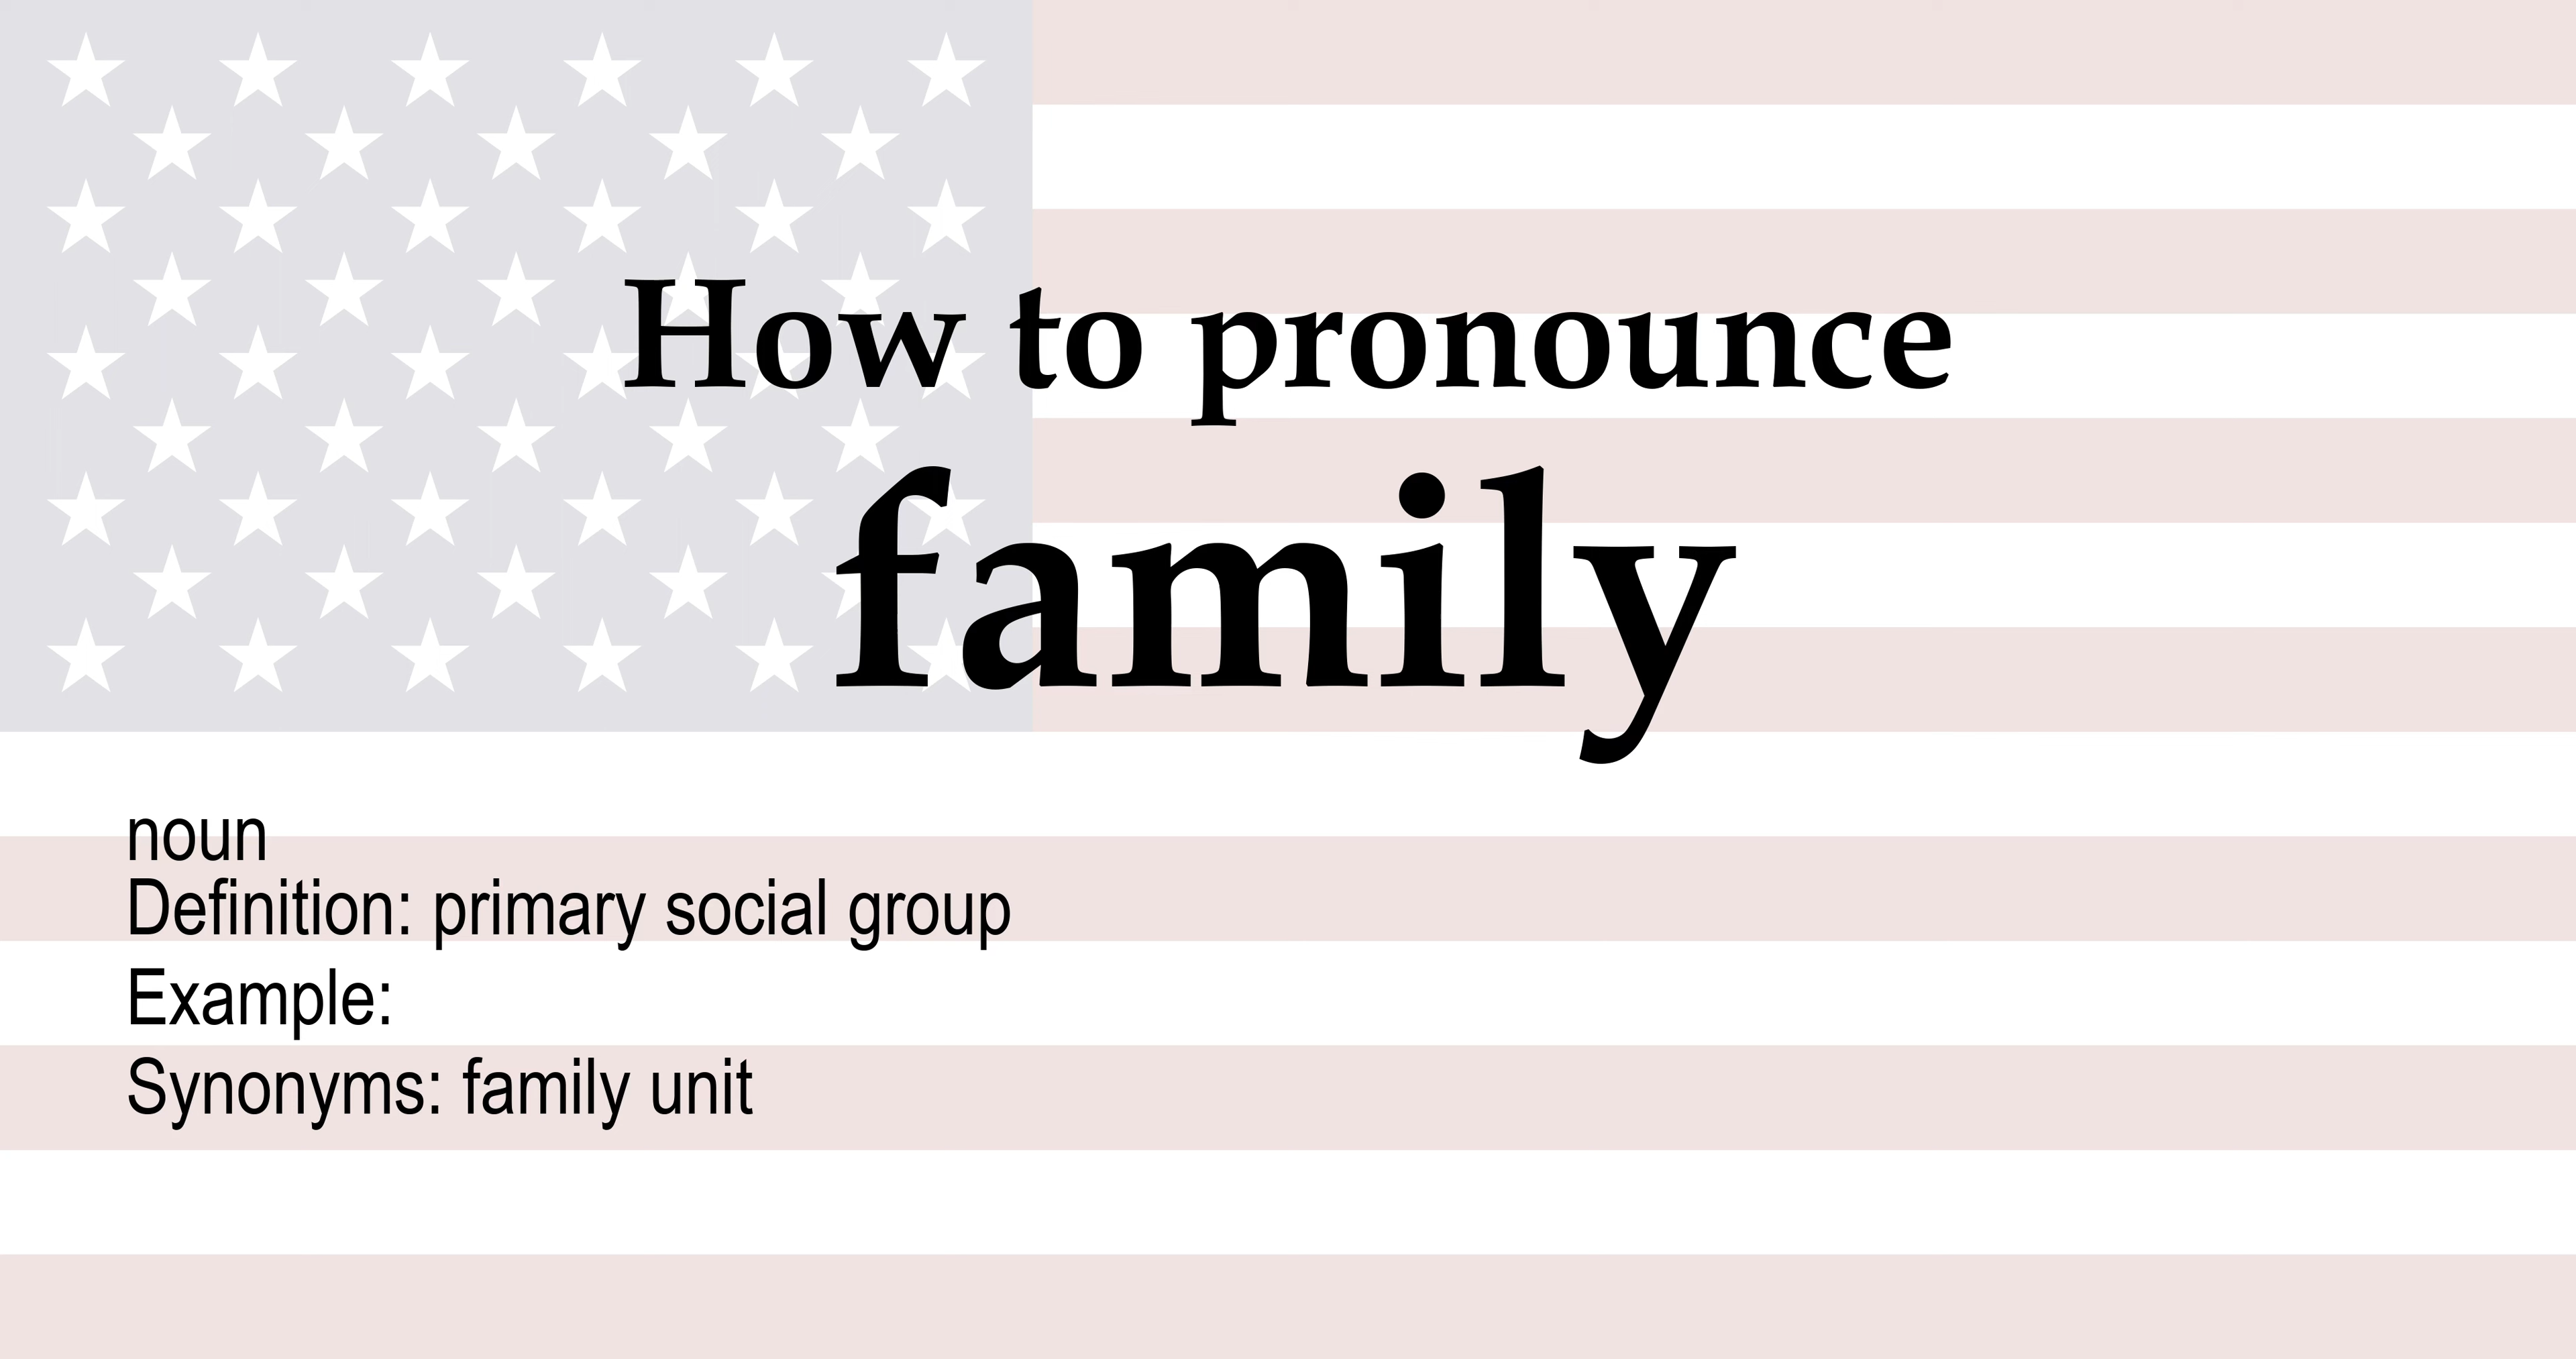 How to pronounce
family
noun
Definition: primary social group
Example:
Synonyms: family unit